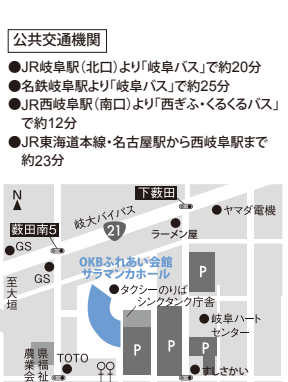 公共交通機関
●JR岐阜駅(北口)より「岐阜バス」で約20分
●名鉄岐阜駅より「岐阜バス」で約25分
●JR西岐阜駅(南口)より「西ぎふ・くるくるバス」
で約12分
●JR東海道本線・名古屋駅から西岐阜駅まで
約23分
N
下薮田
ヤマダ電機
岐大バイパス
21
薮田南5
ラーメン屋
GS
OKBふれあい会館
サラマンカホール
P
GS
至大垣
タクシーのりば
シンクタンク庁舎
岐阜ハート
センター
P
P
P
県福祉
農業会館
TOTO
すしさかい